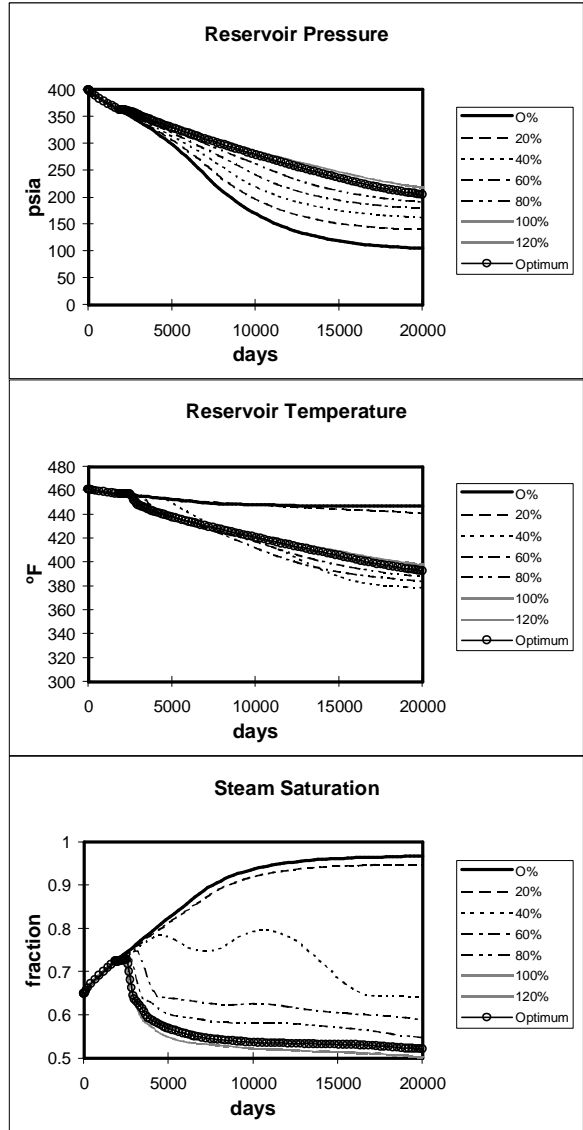 Reservoir Pressure
400
350
300
250
200
150
100
50
0
psia
0 5000 10000 15000 20000
days
O%
20%
40%
60%
80%
100%
120%
Optimum
Reservoir Temperature
480
460
440
420
400
380
360
340
320
300
ºF
0 5000 10000 15000 20000
days
O%
20%
40%
60%
80%
100%
120%
Optimum
Steam Saturation
1
0.9
0.8
0.7
0.6
0.5
fraction
0 5000 10000 15000 20000
days
O%
20%
40%
60%
80%
100%
120%
Optimum